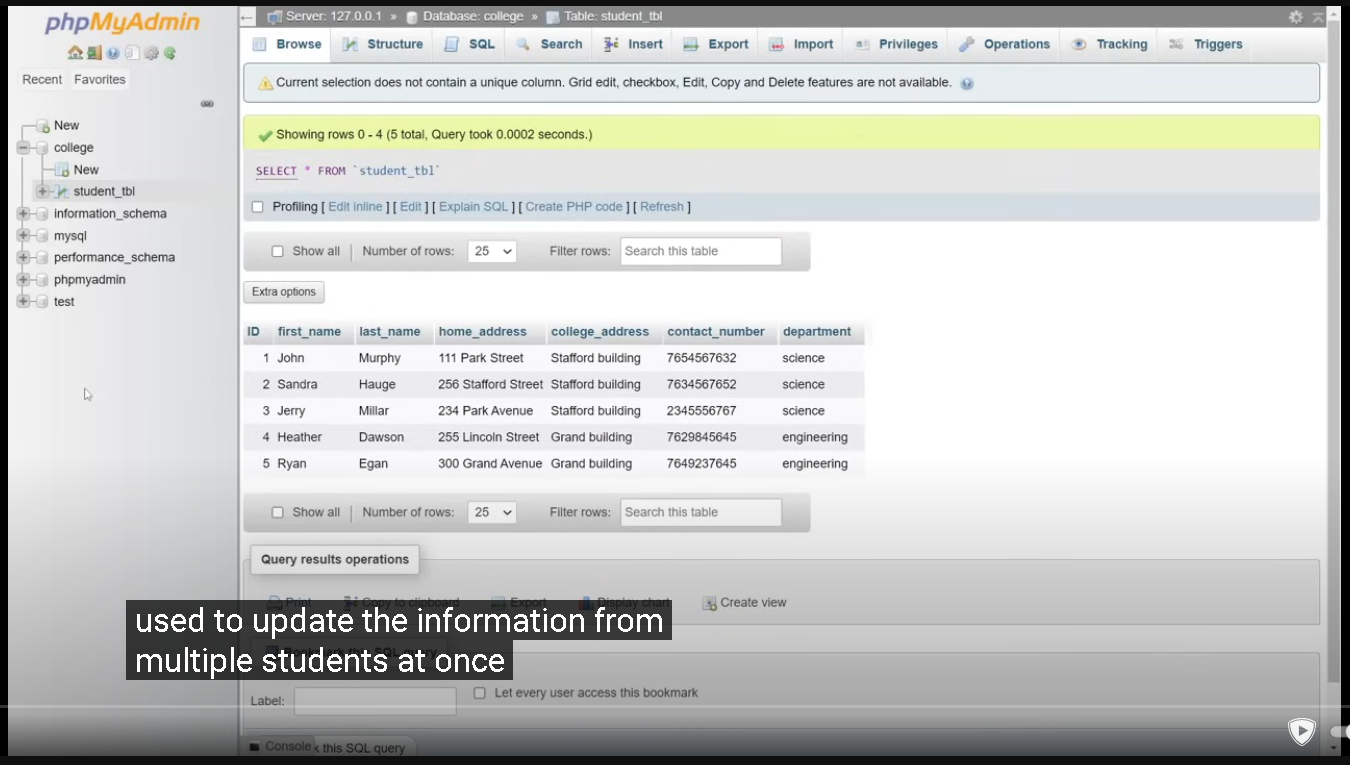 phpMyAdmin
Recent Favorites
New
college
New
student_tbl
information_schema
mysql
performance_schema
phpmyadmin
test
Server: 127.0.0.1 » Database: college » Table: student_tbl
Browse Structure SQL Search Insert Export Import Privileges Operations Tracking Triggers
Current selection does not contain a unique column. Grid edit, checkbox, Edit, Copy and Delete features are not available.
Showing rows 0 - 4 (5 total, Query took 0.0002 seconds.)
SELECT * FROM `student_tbl`
Profiling [ Edit inline ] [ Edit ] [ Explain SQL ] [ Create PHP code ] [ Refresh ]
Show all | Number of rows: 25 Filter rows: Search this table
Extra options
ID first_name last_name home_address college_address contact_number department
1 John Murphy 111 Park Street Stafford building 7654567632 science
2 Sandra Hauge 256 Stafford Street Stafford building 7634567652 science
3 Jerry Millar 234 Park Avenue Stafford building 2345556767 science
4 Heather Dawson 255 Lincoln Street Grand building 7629845645 engineering
5 Ryan Egan 300 Grand Avenue Grand building 7649237645 engineering
Show all | Number of rows: 25 Filter rows: Search this table
Query results operations
Print Copy to clipboard Export Display chart Create view
used to update the information from
multiple students at once
Bookmark this SQL query
Label: Let every user access this bookmark
Console k this SQL query